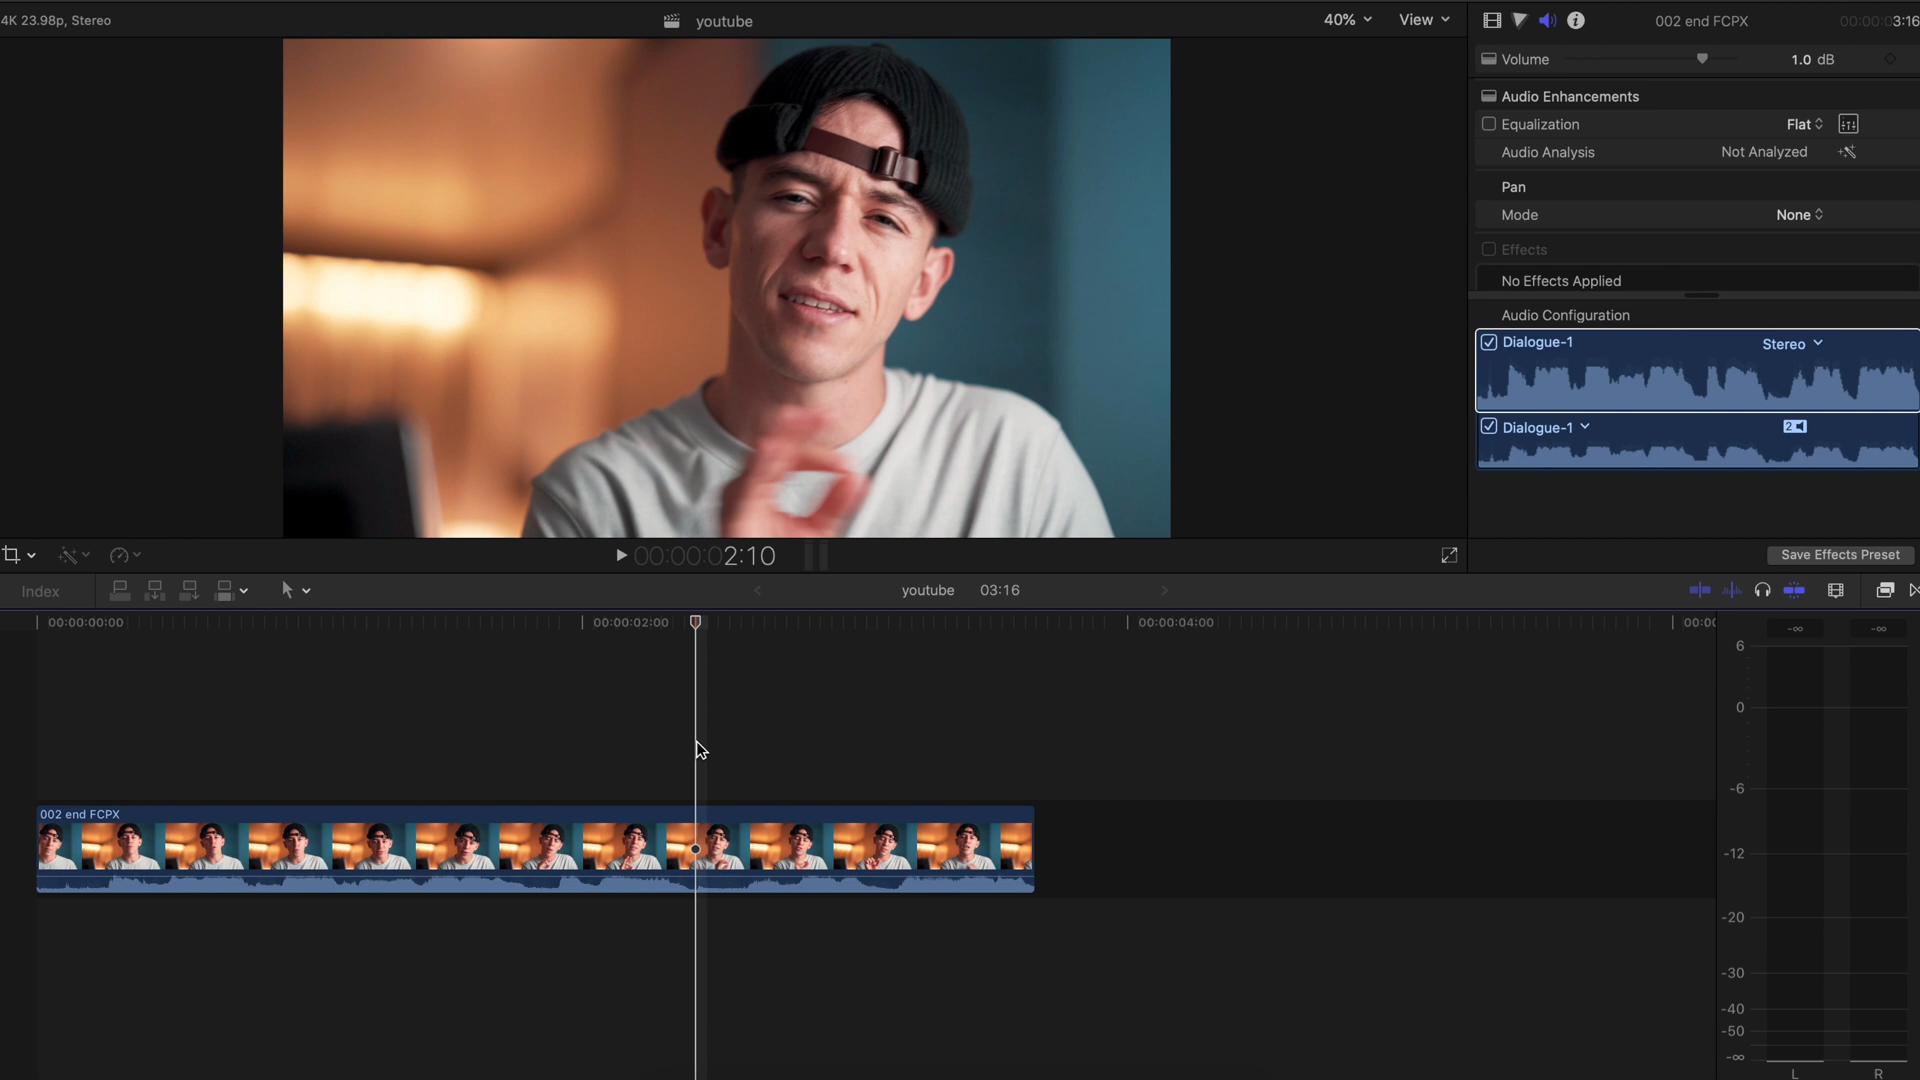 4K 23.98p, Stereo
youtube
40%
View
002 end FCPX
00:00:03:16
Volume
1.0 dB
Audio Enhancements
Equalization
Flat
Audio Analysis
Not Analyzed
Pan
Mode
None
Effects
No Effects Applied
Audio Configuration
Dialogue-1
Stereo
Dialogue-1
2
00:00:02:10
Save Effects Preset
Index
youtube
03:16
00:00:00:00
00:00:02:00
00:00:04:00
00:00
-∞
-∞
6
0
-6
-12
-20
-30
-40
-50
-∞
L
R
002 end FCPX